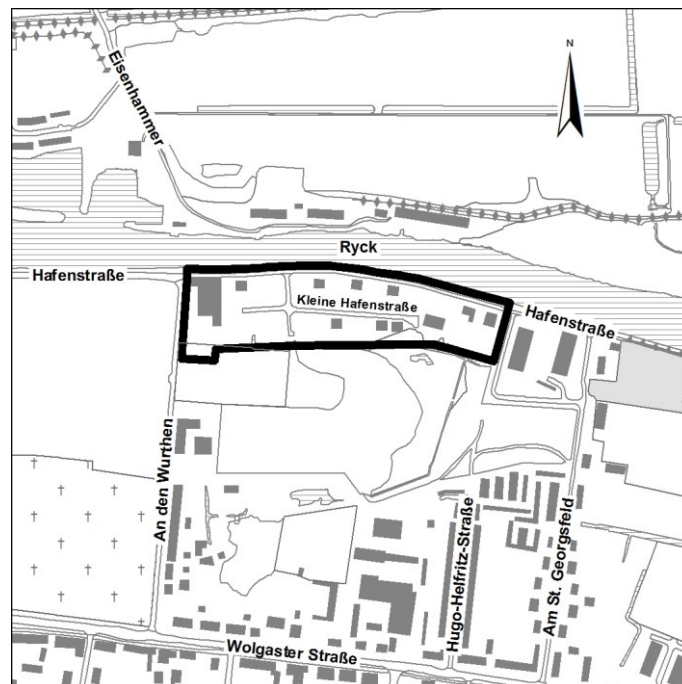 N
Eisenhammer
Ryck
Hafenstraße
Kleine Hafenstraße
Hafenstraße
An den Wurthen
Hugo-Helfritz-Straße
Am St. Georgsfeld
Wolgaster Straße